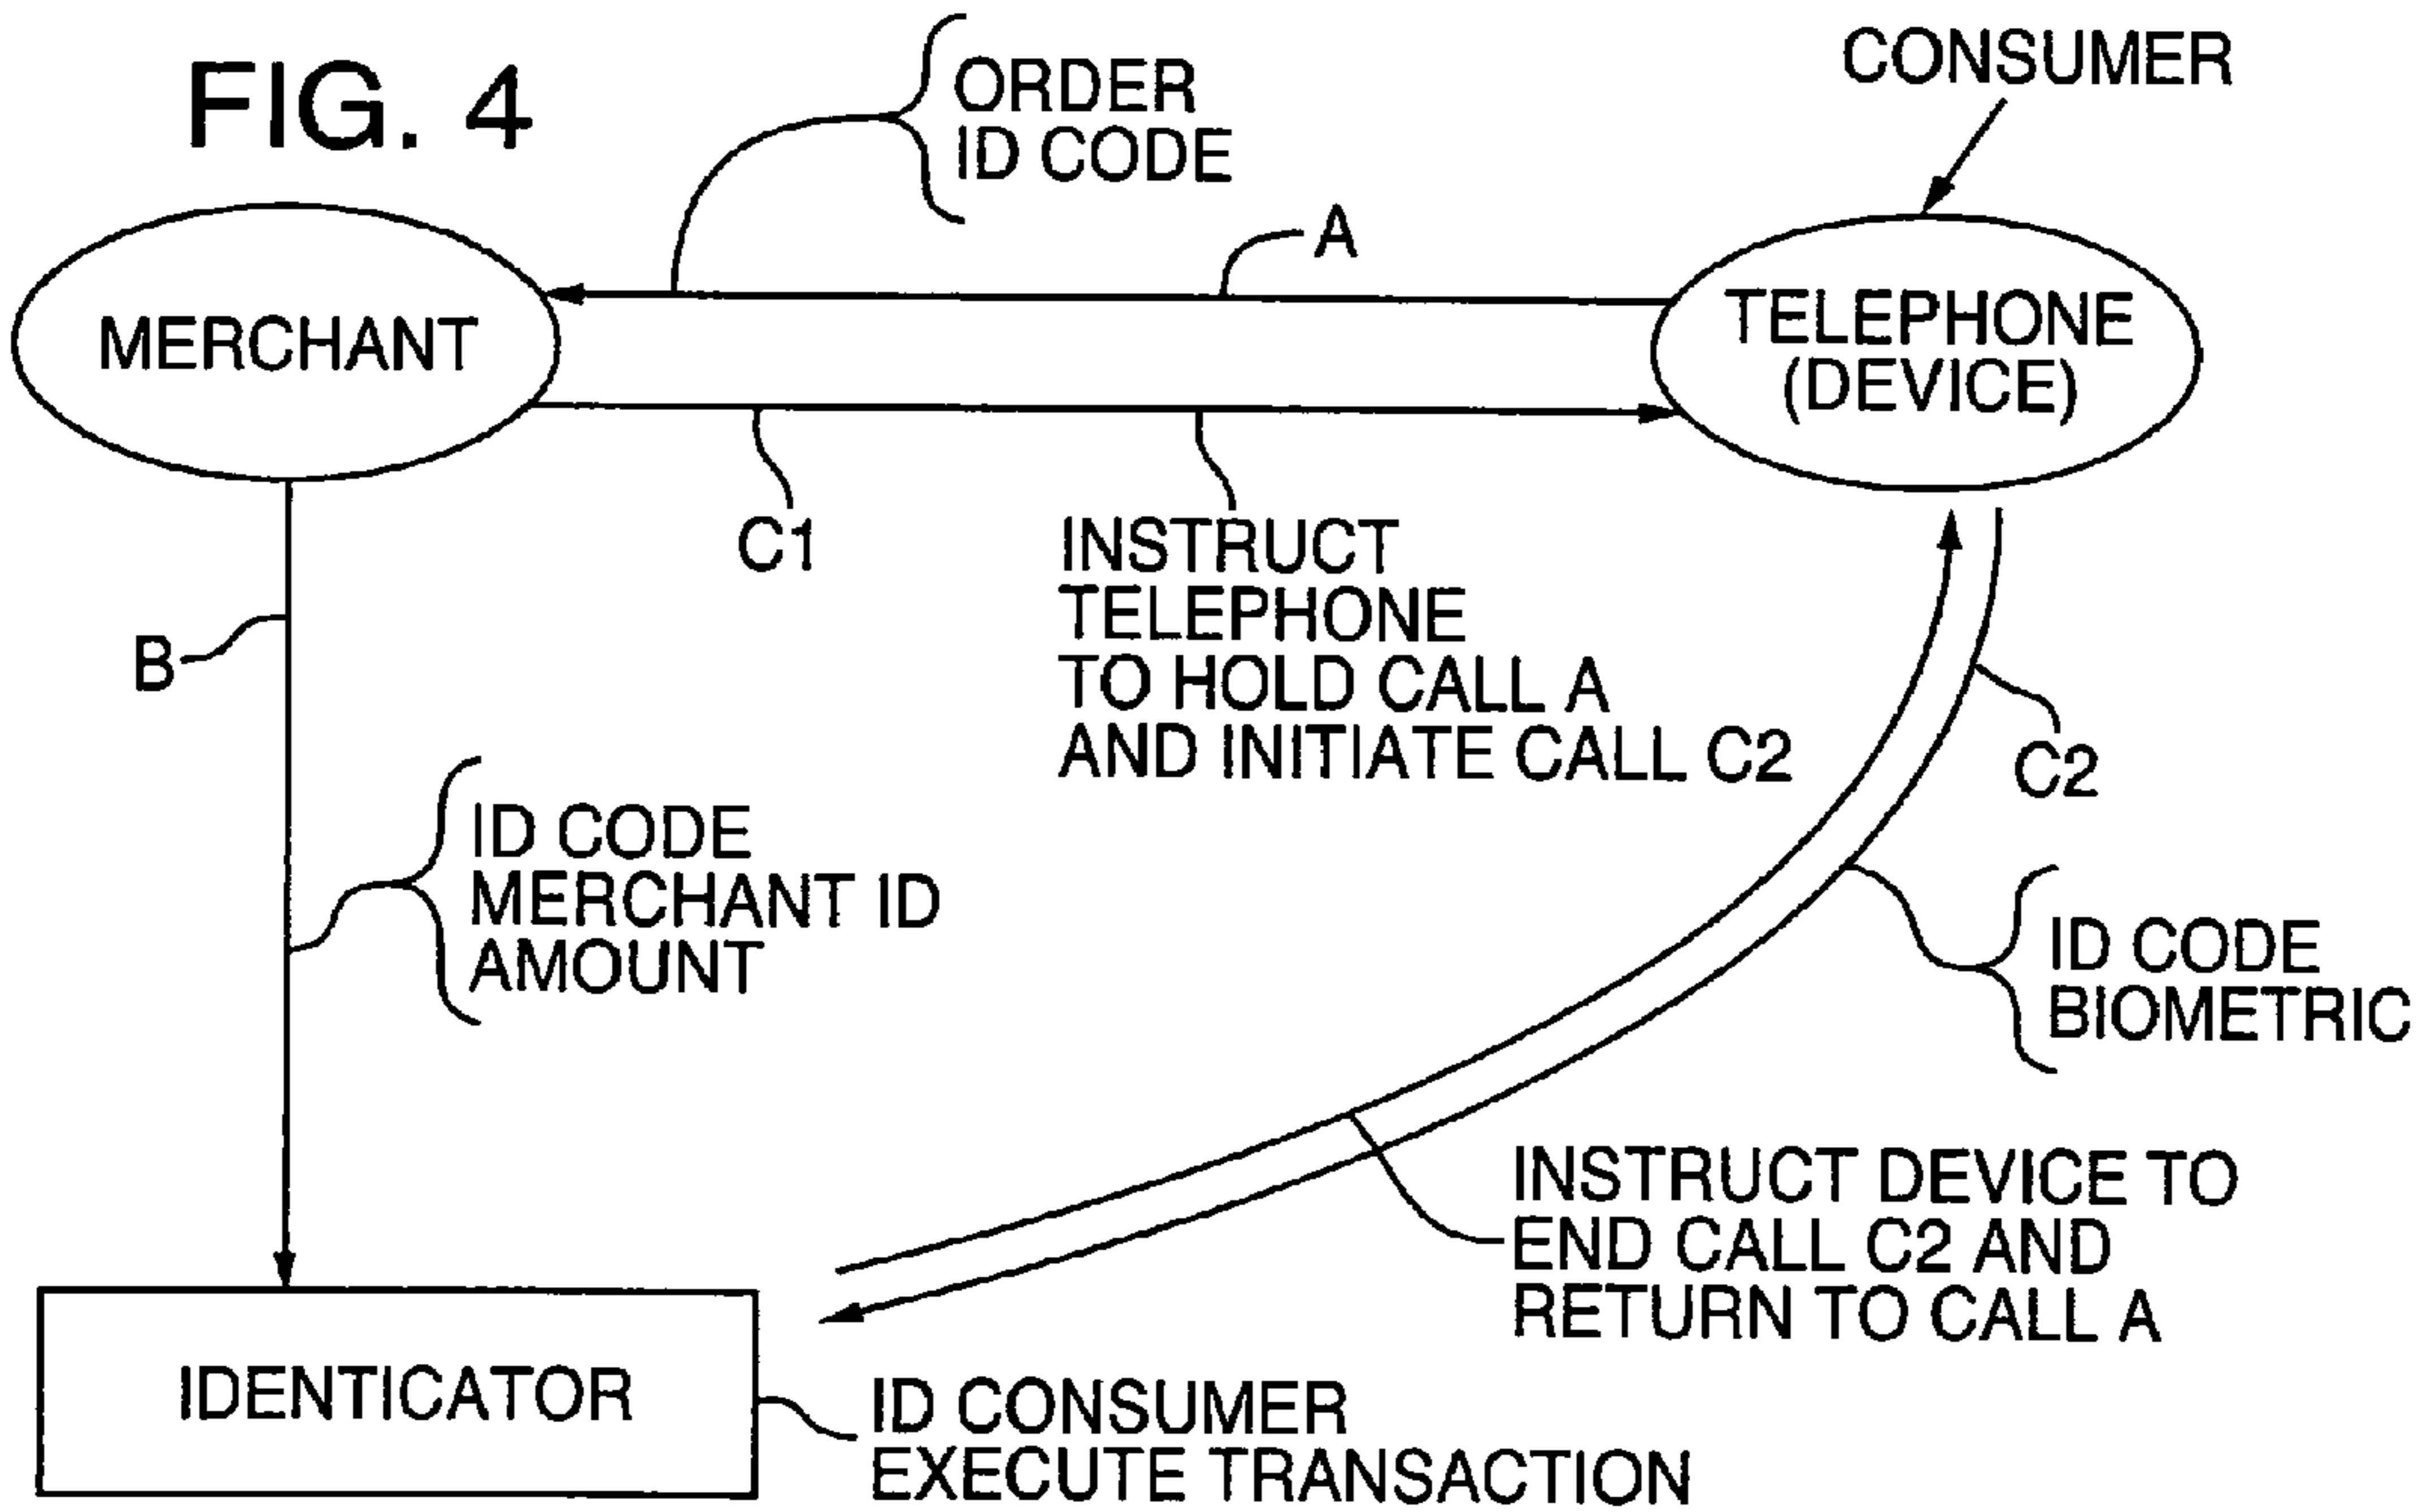 FIG. 4
ORDER
ID CODE
CONSUMER
A
MERCHANT
TELEPHONE
(DEVICE)
C1
INSTRUCT
TELEPHONE
TO HOLD CALL A
AND INITIATE CALL C2
B
C2
ID CODE
MERCHANT ID
AMOUNT
ID CODE
BIOMETRIC
INSTRUCT DEVICE TO
END CALL C2 AND
RETURN TO CALL A
IDENTICATOR
ID CONSUMER
EXECUTE TRANSACTION